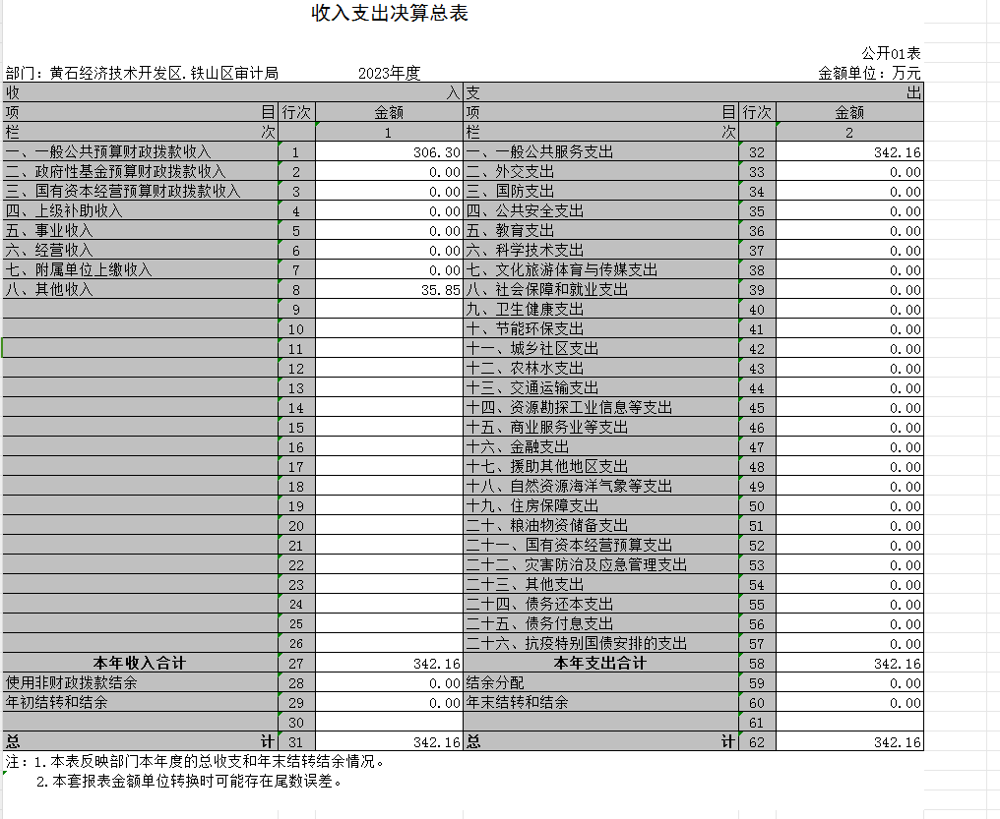 收入支出决算总表
公开01表
部门：黄石经济技术开发区.铁山区审计局 2023年度 金额单位：万元
收 入 支 出
项 目 行次 金额 项 目 行次 金额
栏 次 1 栏 次 2
一、一般公共预算财政拨款收入 1 306.30 一、一般公共服务支出 32 342.16
二、政府性基金预算财政拨款收入 2 0.00 二、外交支出 33 0.00
三、国有资本经营预算财政拨款收入 3 0.00 三、国防支出 34 0.00
四、上级补助收入 4 0.00 四、公共安全支出 35 0.00
五、事业收入 5 0.00 五、教育支出 36 0.00
六、经营收入 6 0.00 六、科学技术支出 37 0.00
七、附属单位上缴收入 7 0.00 七、文化旅游体育与传媒支出 38 0.00
八、其他收入 8 35.85 八、社会保障和就业支出 39 0.00
9 九、卫生健康支出 40 0.00
10 十、节能环保支出 41 0.00
11 十一、城乡社区支出 42 0.00
12 十二、农林水支出 43 0.00
13 十三、交通运输支出 44 0.00
14 十四、资源勘探工业信息等支出 45 0.00
15 十五、商业服务业等支出 46 0.00
16 十六、金融支出 47 0.00
17 十七、援助其他地区支出 48 0.00
18 十八、自然资源海洋气象等支出 49 0.00
19 十九、住房保障支出 50 0.00
20 二十、粮油物资储备支出 51 0.00
21 二十一、国有资本经营预算支出 52 0.00
22 二十二、灾害防治及应急管理支出 53 0.00
23 二十三、其他支出 54 0.00
24 二十四、债务还本支出 55 0.00
25 二十五、债务付息支出 56 0.00
26 二十六、抗疫特别国债安排的支出 57 0.00
本年收入合计 27 342.16 本年支出合计 58 342.16
使用非财政拨款结余 28 0.00 结余分配 59 0.00
年初结转和结余 29 0.00 年末结转和结余 60 0.00
30 61
总 计 31 342.16 总 计 62 342.16
注：1.本表反映部门本年度的总收支和年末结转结余情况。
2.本套报表金额单位转换时可能存在尾数误差。